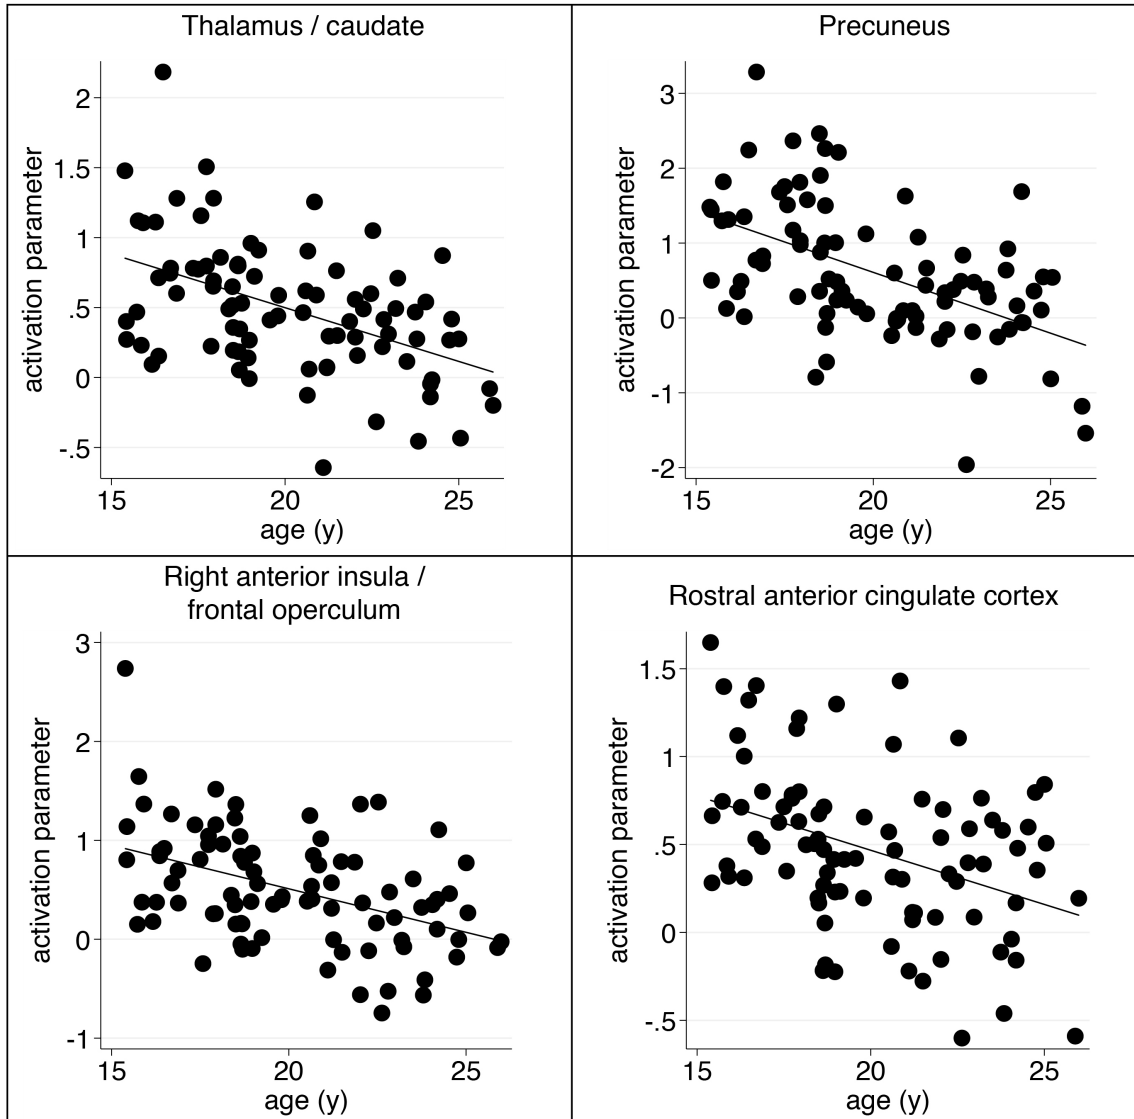 Thalamus / caudate
activation parameter
2
1.5
1
.5
0
-.5
15 20 25
age (y)
Precuneus
activation parameter
3
2
1
0
-1
-2
15 20 25
age (y)
Right anterior insula /
frontal operculum
activation parameter
3
2
1
0
-1
15 20 25
age (y)
Rostral anterior cingulate cortex
activation parameter
1.5
1
.5
0
-.5
15 20 25
age (y)